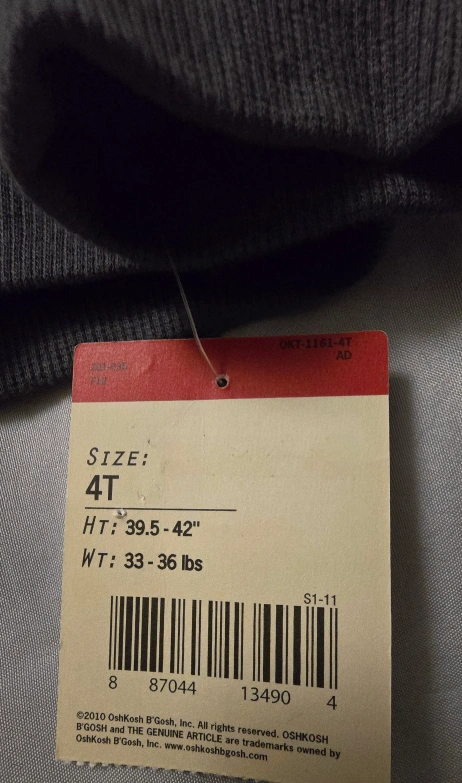 OKT-1161-4T
AD
SIZE:
4T
HT: 39.5 - 42"
WT: 33 - 36 lbs
S1-11
8 87044 13490 4
©2010 OshKosh B'Gosh, Inc. All rights reserved. OSHKOSH
B'GOSH and THE GENUINE ARTICLE are trademarks owned by
OshKosh B'Gosh, Inc. www.oshkoshbgosh.com